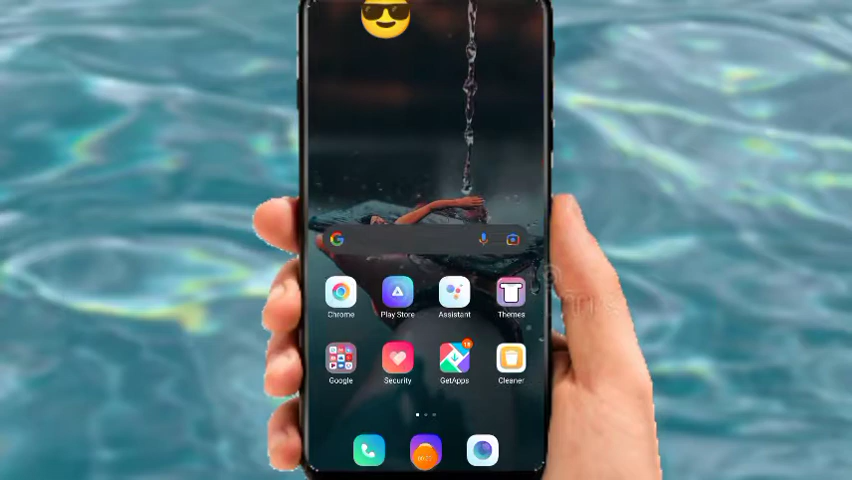 Chrome
Play Store
Assistant
Themes
Google
Security
GetApps
Cleaner